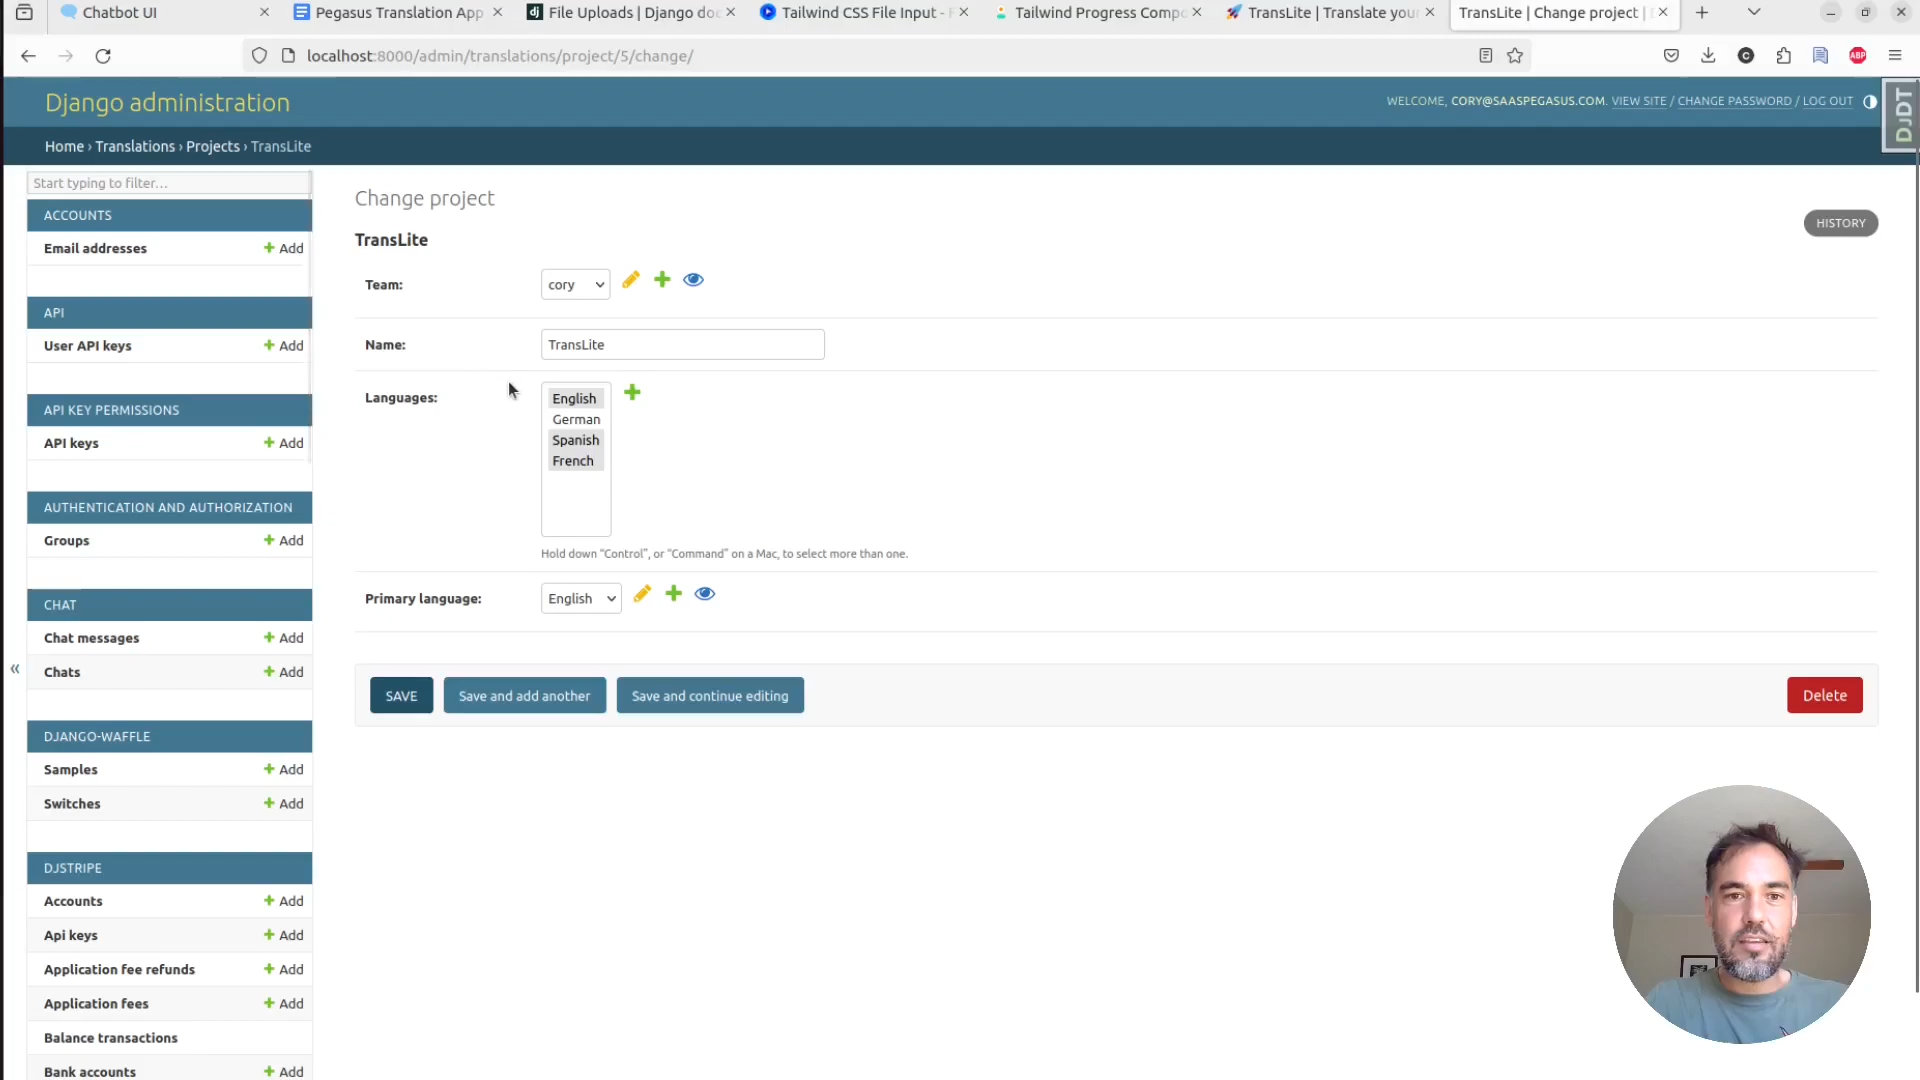 Chatbot UI
Pegasus Translation App
File Uploads | Django doc
Tailwind CSS File Input - F
Tailwind Progress Compo
TransLite | Translate your
TransLite | Change project |
localhost:8000/admin/translations/project/5/change/
ABP
Django administration
WELCOME, CORY@SAASPEGASUS.COM. VIEW SITE / CHANGE PASSWORD / LOG OUT
DJDT
Home › Translations › Projects › TransLite
Start typing to filter…
ACCOUNTS
Email addresses + Add
API
User API keys + Add
API KEY PERMISSIONS
API keys + Add
AUTHENTICATION AND AUTHORIZATION
Groups + Add
CHAT
Chat messages + Add
Chats + Add
«
DJANGO-WAFFLE
Samples + Add
Switches + Add
DJSTRIPE
Accounts + Add
Api keys + Add
Application fee refunds + Add
Application fees + Add
Balance transactions
Bank accounts + Add
Change project
HISTORY
TransLite
Team: cory
Name: TransLite
Languages:
English
German
Spanish
French
Hold down “Control”, or “Command” on a Mac, to select more than one.
Primary language: English
SAVE
Save and add another
Save and continue editing
Delete